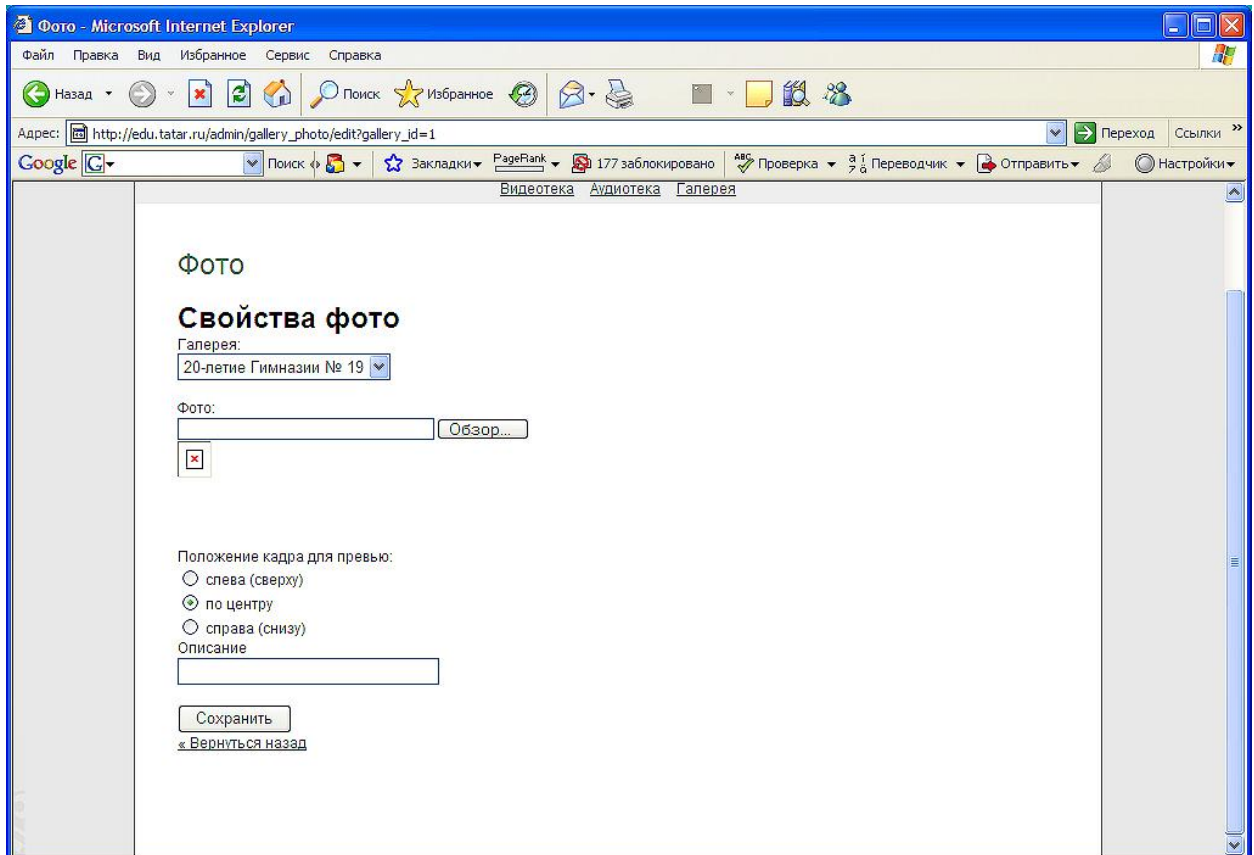 Фото - Microsoft Internet Explorer
Файл Правка Вид Избранное Сервис Справка
Назад Поиск Избранное
Адрес: http://edu.tatar.ru/admin/gallery_photo/edit?gallery_id=1 Переход Ссылки »
Google G Поиск Закладки PageRank 177 заблокировано ABC Проверка Переводчик Отправить Настройки
Видеотека Аудиотека Галерея
Фото
Свойства фото
Галерея:
20-летие Гимназии № 19
Фото:
Обзор...
Положение кадра для превью:
слева (сверху)
по центру
справа (снизу)
Описание
Сохранить
« Вернуться назад